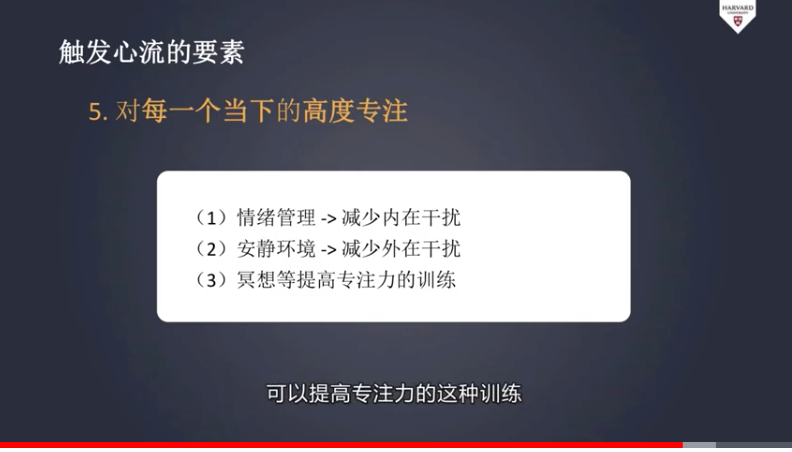 HARVARD
UNIVERSITY
触发心流的要素
5. 对每一个当下的高度专注
（1）情绪管理 -> 减少内在干扰
（2）安静环境 -> 减少外在干扰
（3）冥想等提高专注力的训练
可以提高专注力的这种训练